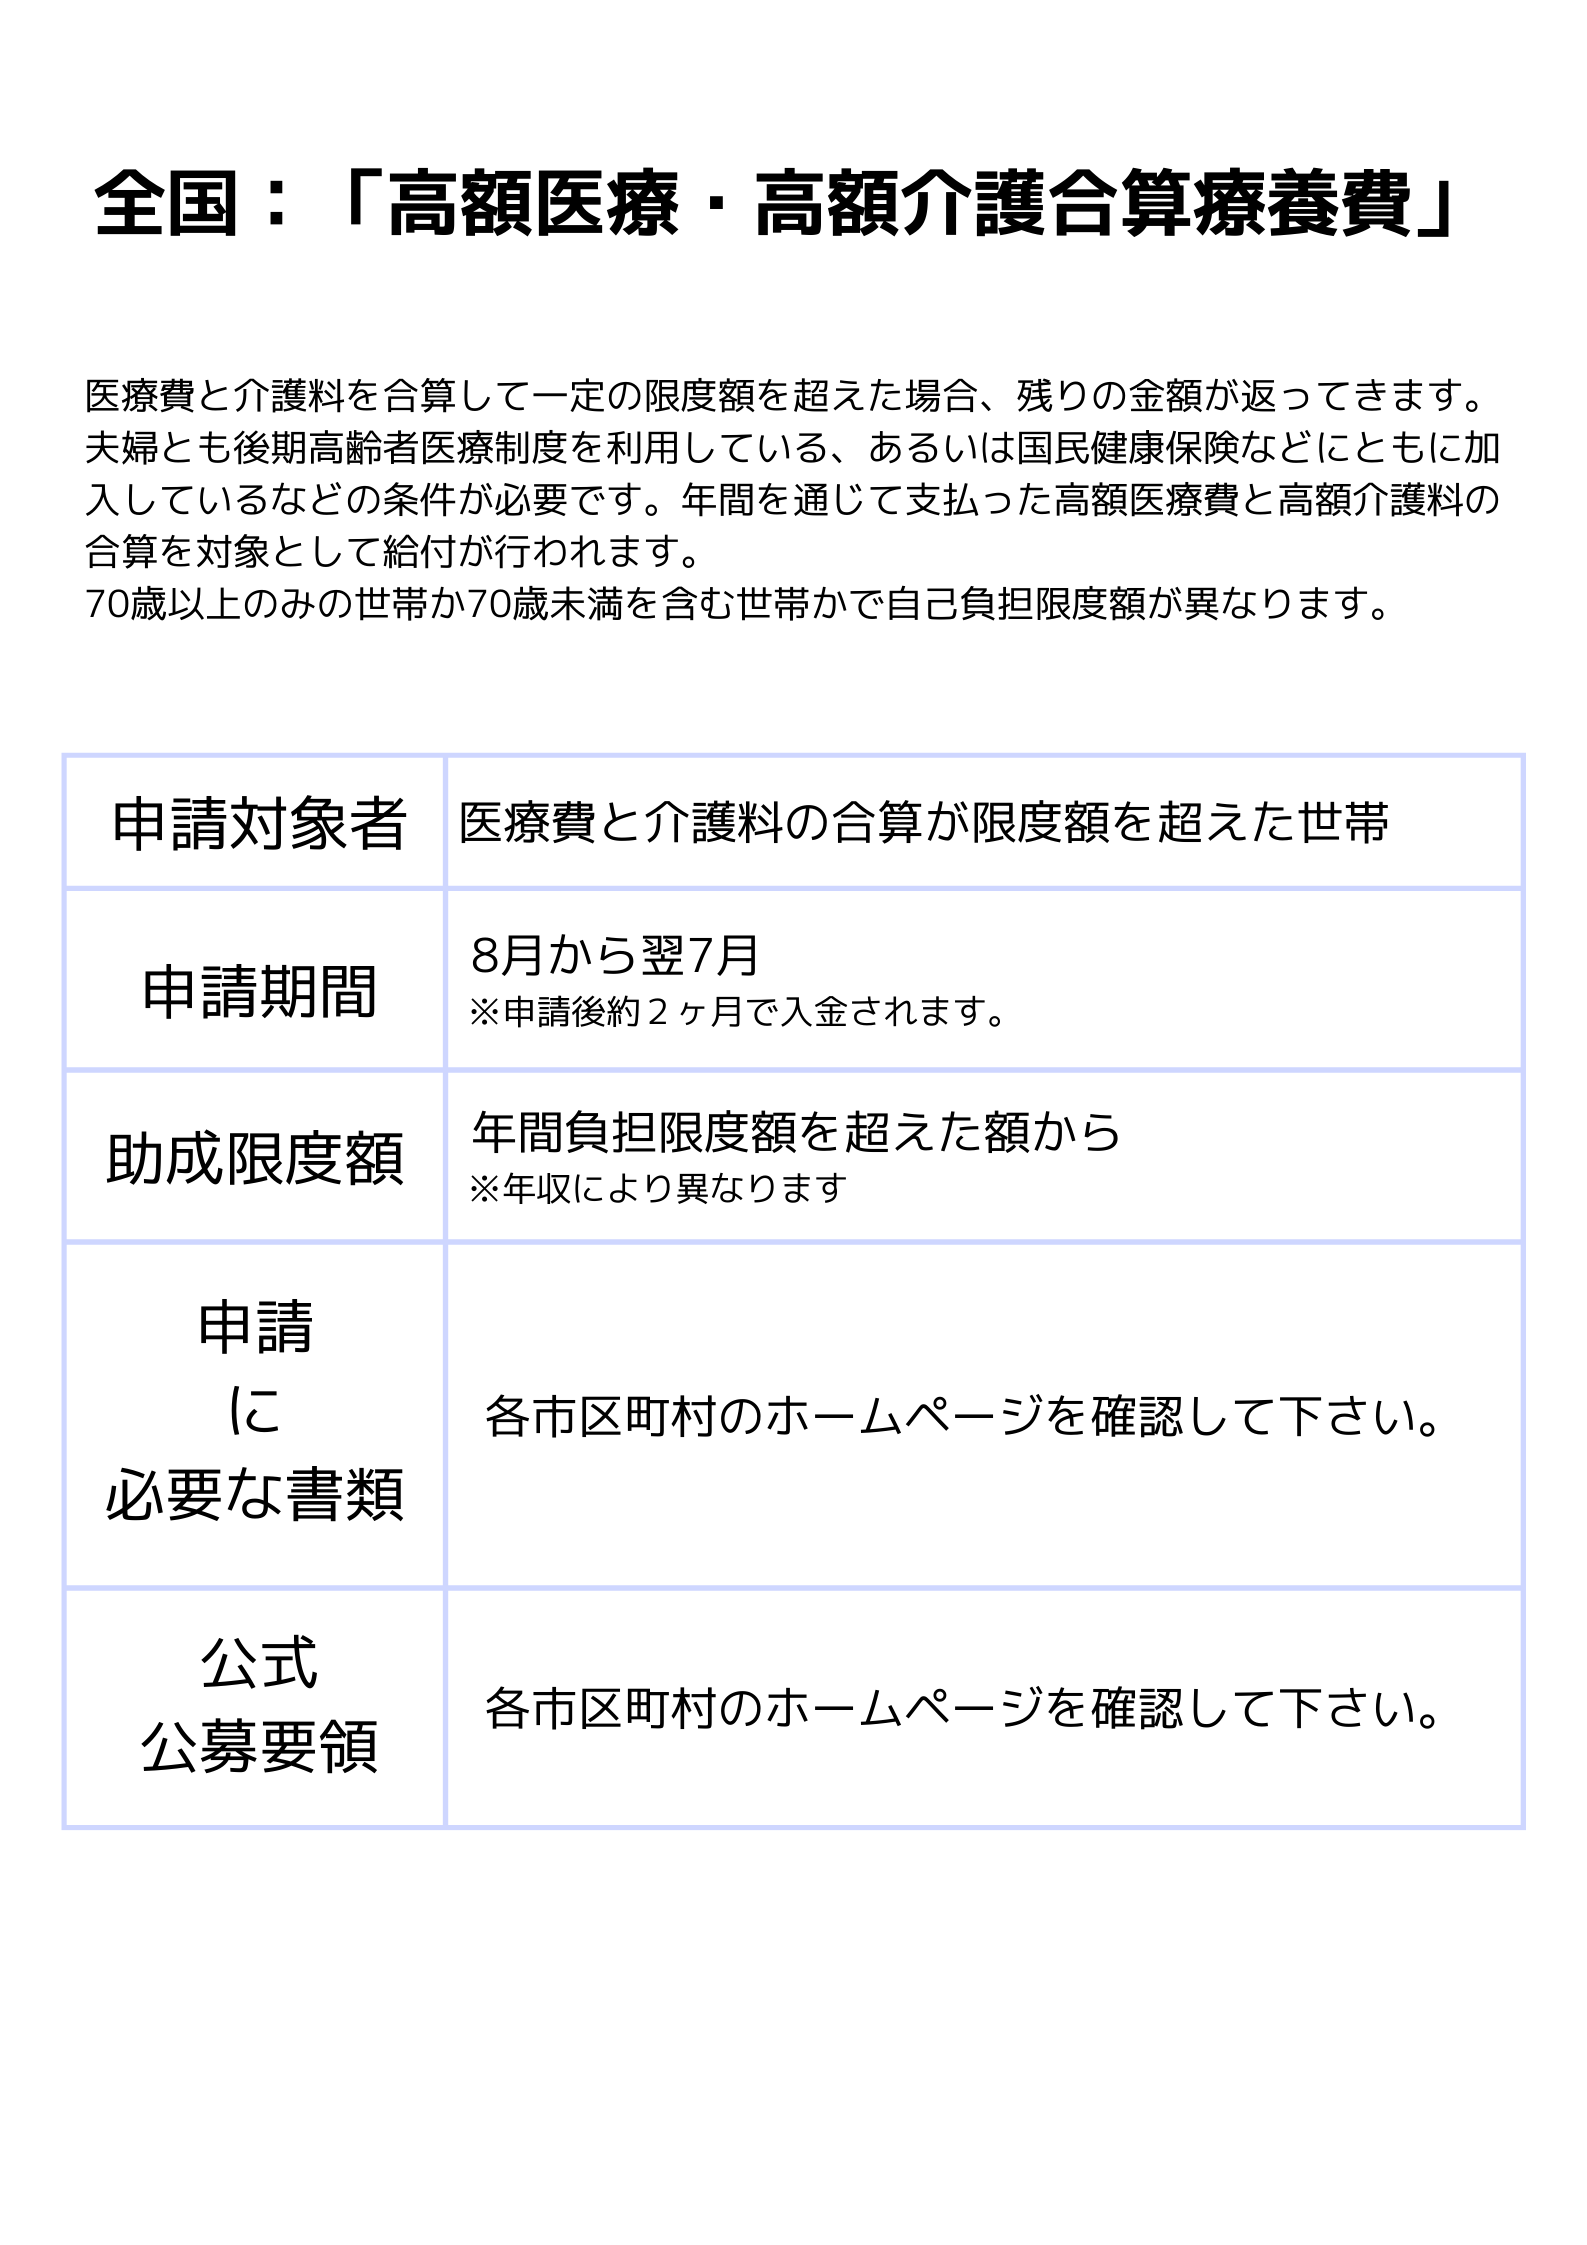 全国：「高額医療・高額介護合算療養費」
医療費と介護料を合算して一定の限度額を超えた場合、残りの金額が返ってきます。
夫婦とも後期高齢者医療制度を利用している、あるいは国民健康保険などにともに加
入しているなどの条件が必要です。年間を通じて支払った高額医療費と高額介護料の
合算を対象として給付が行われます。
70歳以上のみの世帯か70歳未満を含む世帯かで自己負担限度額が異なります。
申請対象者
医療費と介護料の合算が限度額を超えた世帯
申請期間
8月から翌7月
※申請後約２ヶ月で入金されます。
助成限度額
年間負担限度額を超えた額から
※年収により異なります
申請
に
必要な書類
各市区町村のホームページを確認して下さい。
公式
公募要領
各市区町村のホームページを確認して下さい。